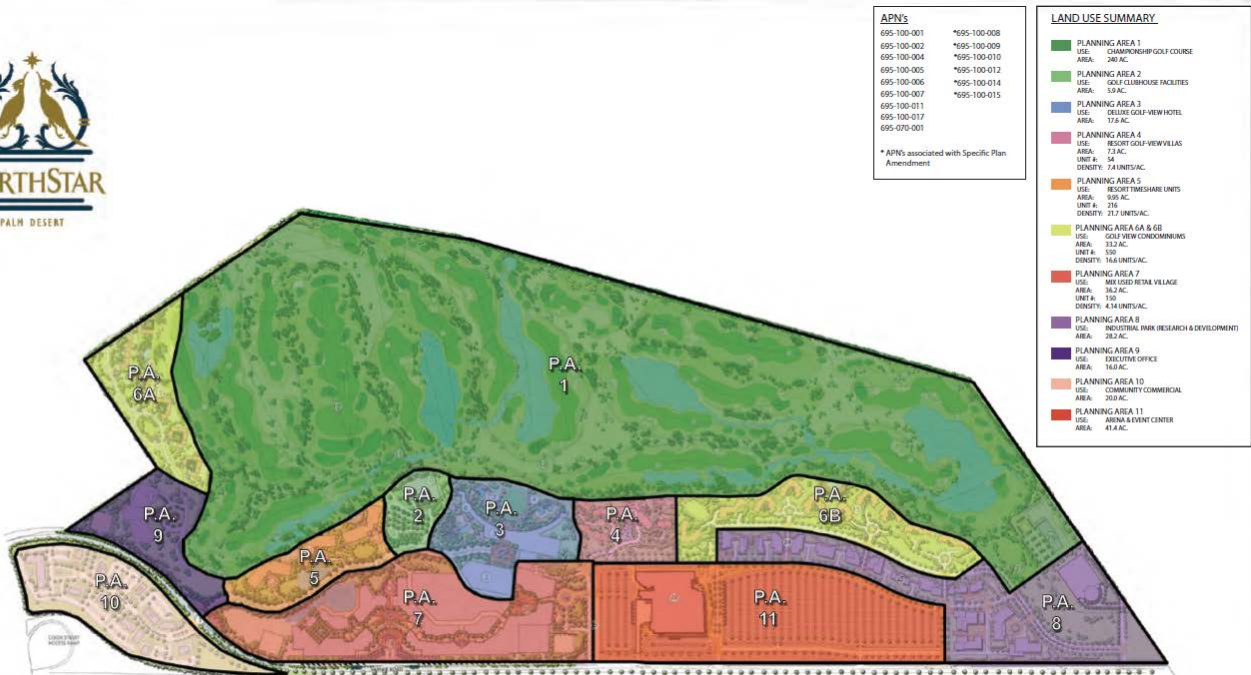 RTHSTAR
PALM DESERT
APN's
695-100-001 *695-100-008
695-100-002 *695-100-009
695-100-004 *695-100-010
695-100-005 *695-100-012
695-100-006 *695-100-014
695-100-007 *695-100-015
695-100-011
695-100-017
695-070-001
* APN's associated with Specific Plan
Amendment
LAND USE SUMMARY
PLANNING AREA 1
USE: CHAMPIONSHIP GOLF COURSE
AREA: 240 AC.
PLANNING AREA 2
USE: GOLF CLUBHOUSE FACILITIES
AREA: 5.9 AC.
PLANNING AREA 3
USE: DELUXE GOLF-VIEW HOTEL
AREA: 17.6 AC.
PLANNING AREA 4
USE: RESORT GOLF-VIEW VILLAS
AREA: 7.3 AC.
UNIT #: 54
DENSITY: 7.4 UNITS/AC.
PLANNING AREA 5
USE: RESORT TIMESHARE UNITS
AREA: 9.95 AC.
UNIT #: 216
DENSITY: 21.7 UNITS/AC.
PLANNING AREA 6A & 6B
USE: GOLF VIEW CONDOMINIUMS
AREA: 33.2 AC.
UNIT #: 550
DENSITY: 16.6 UNITS/AC.
PLANNING AREA 7
USE: MIX USED RETAIL VILLAGE
AREA: 36.2 AC.
UNIT #: 150
DENSITY: 4.14 UNITS/AC.
PLANNING AREA 8
USE: INDUSTRIAL PARK (RESEARCH & DEVELOPMENT)
AREA: 28.2 AC.
PLANNING AREA 9
USE: EXECUTIVE OFFICE
AREA: 16.0 AC.
PLANNING AREA 10
USE: COMMUNITY COMMERCIAL
AREA: 20.0 AC.
PLANNING AREA 11
USE: ARENA & EVENT CENTER
AREA: 41.4 AC.
P.A.
1
P.A.
6A
P.A.
2
P.A.
3
P.A.
4
P.A.
6B
P.A.
9
P.A.
5
P.A.
10
P.A.
7
P.A.
11
P.A.
8